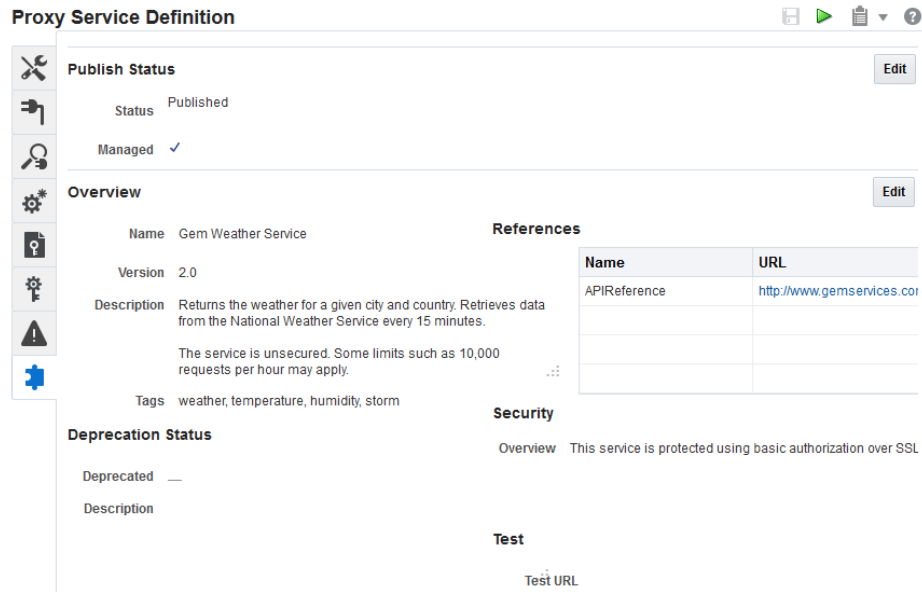 Proxy Service Definition
Publish Status
Edit
Status Published
Managed
Overview
Edit
Name Gem Weather Service
Version 2.0
Description Returns the weather for a given city and country. Retrieves data
from the National Weather Service every 15 minutes.
The service is unsecured. Some limits such as 10,000
requests per hour may apply.
Tags weather, temperature, humidity, storm
Deprecation Status
Deprecated
Description
References
Name URL
APIReference http://www.gemservices.co
Security
Overview This service is protected using basic authorization over SSL
Test
Test URL